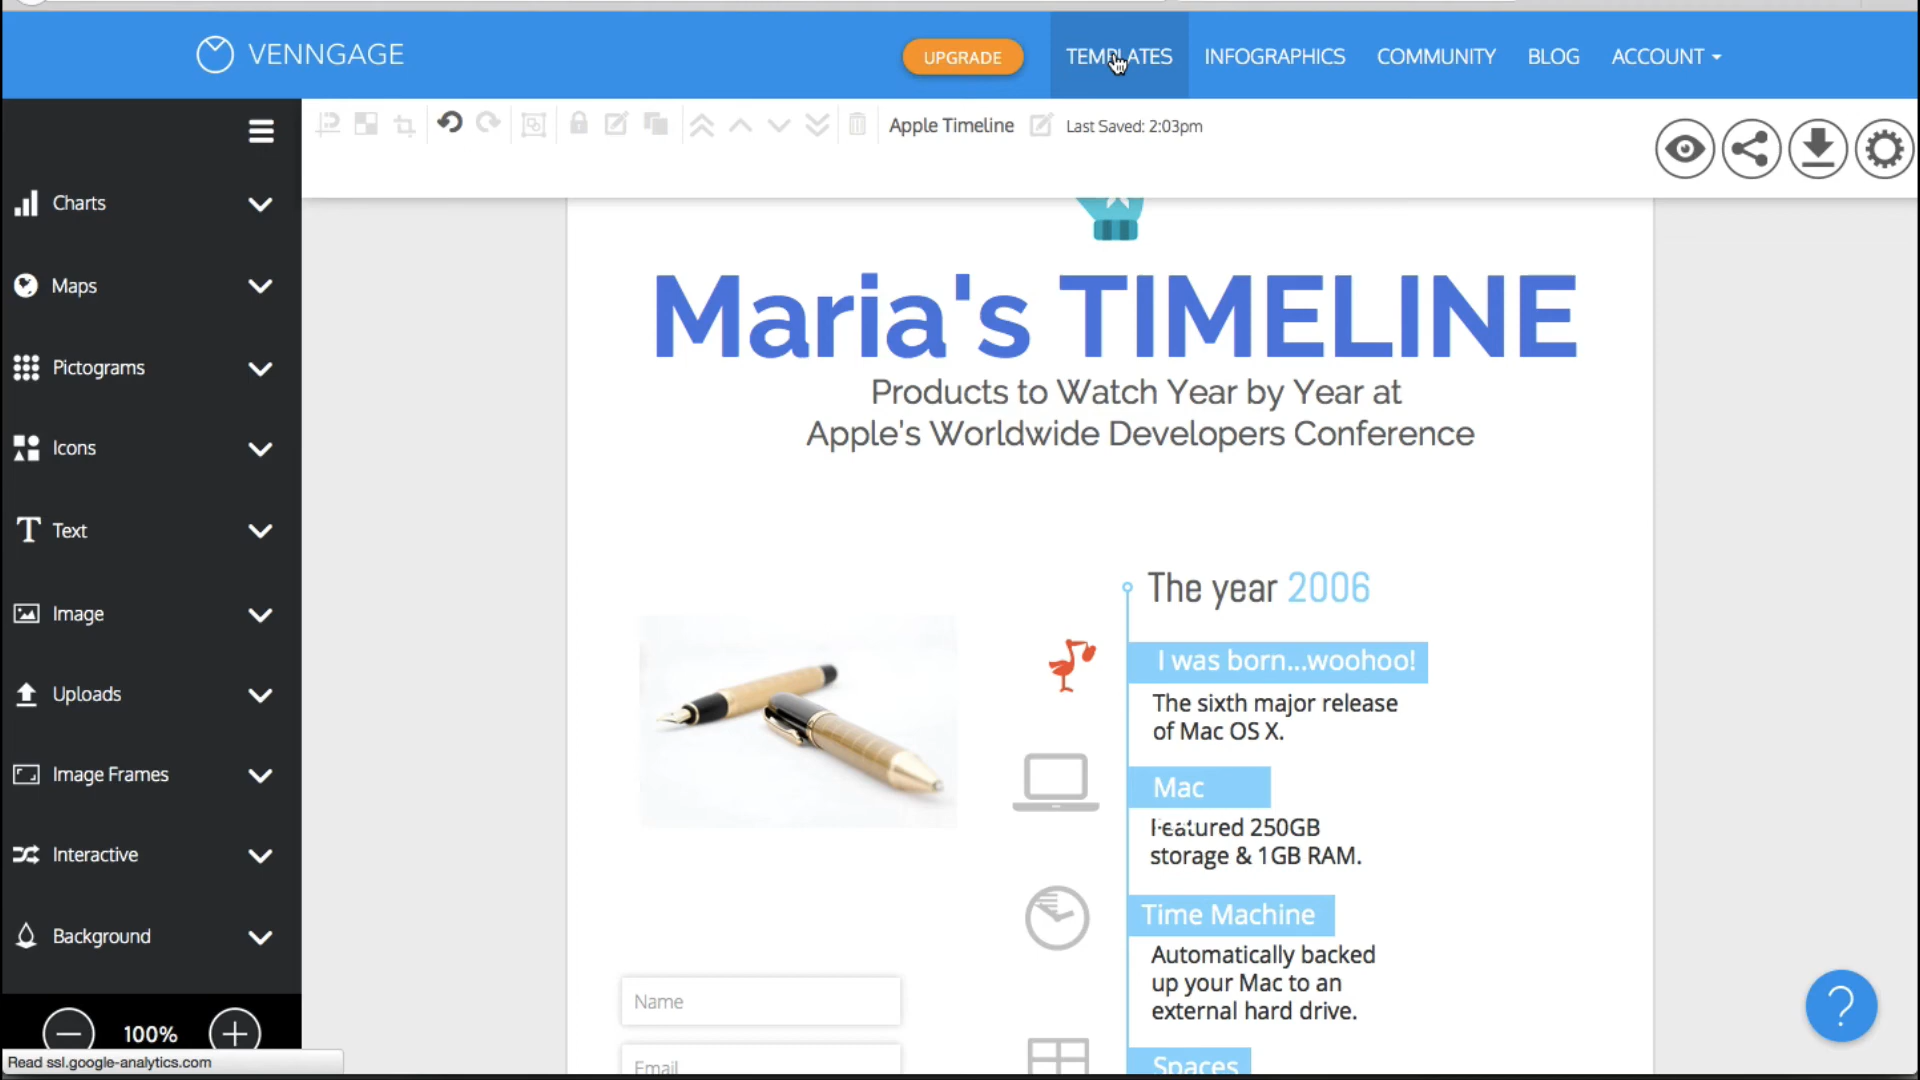 VENNGAGE
UPGRADE
TEMPLATES
INFOGRAPHICS
COMMUNITY
BLOG
ACCOUNT
Apple Timeline
Last Saved: 2:03pm
Charts
Maps
Pictograms
Icons
Text
Image
Uploads
Image Frames
Interactive
Background
100%
Read ssl.google-analytics.com
Maria's TIMELINE
Products to Watch Year by Year at
Apple's Worldwide Developers Conference
The year 2006
I was born...woohoo!
The sixth major release
of Mac OS X.
Mac
Featured 250GB
storage & 1GB RAM.
Time Machine
Automatically backed
up your Mac to an
external hard drive.
Spaces
Name
Email
?